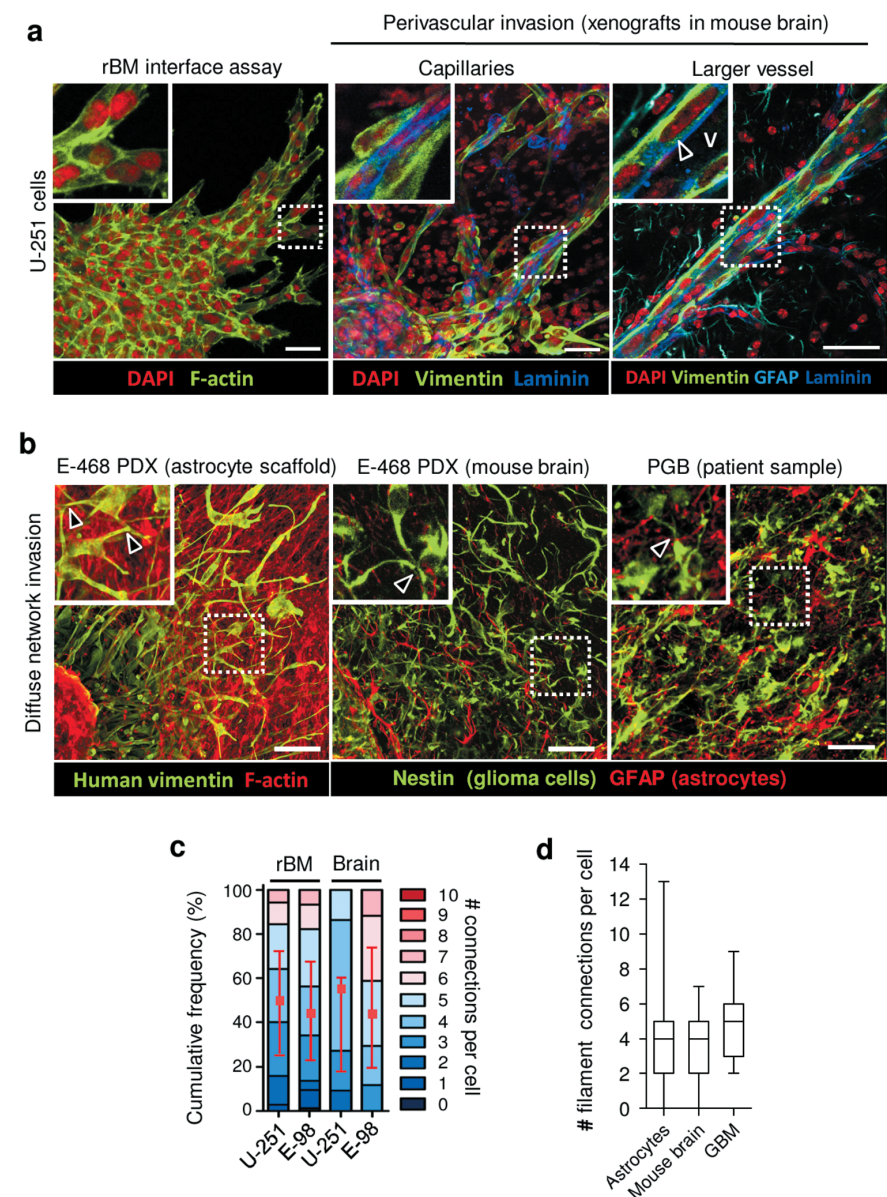 a
Perivascular invasion (xenografts in mouse brain)
rBM interface assay
Capillaries
Larger vessel
U-251 cells
V
DAPI F-actin
DAPI Vimentin Laminin
DAPI Vimentin GFAP Laminin
b
E-468 PDX (astrocyte scaffold)
E-468 PDX (mouse brain)
PGB (patient sample)
Diffuse network invasion
Human vimentin F-actin
Nestin (glioma cells) GFAP (astrocytes)
c
rBM Brain
Cumulative frequency (%)
100
80
60
40
20
0
U-251
E-98
U-251
E-98
10
9
8
7
6
5
4
3
2
1
0
# connections per cell
d
# filament connections per cell
14
12
10
8
6
4
2
0
Astrocytes
Mouse brain
GBM